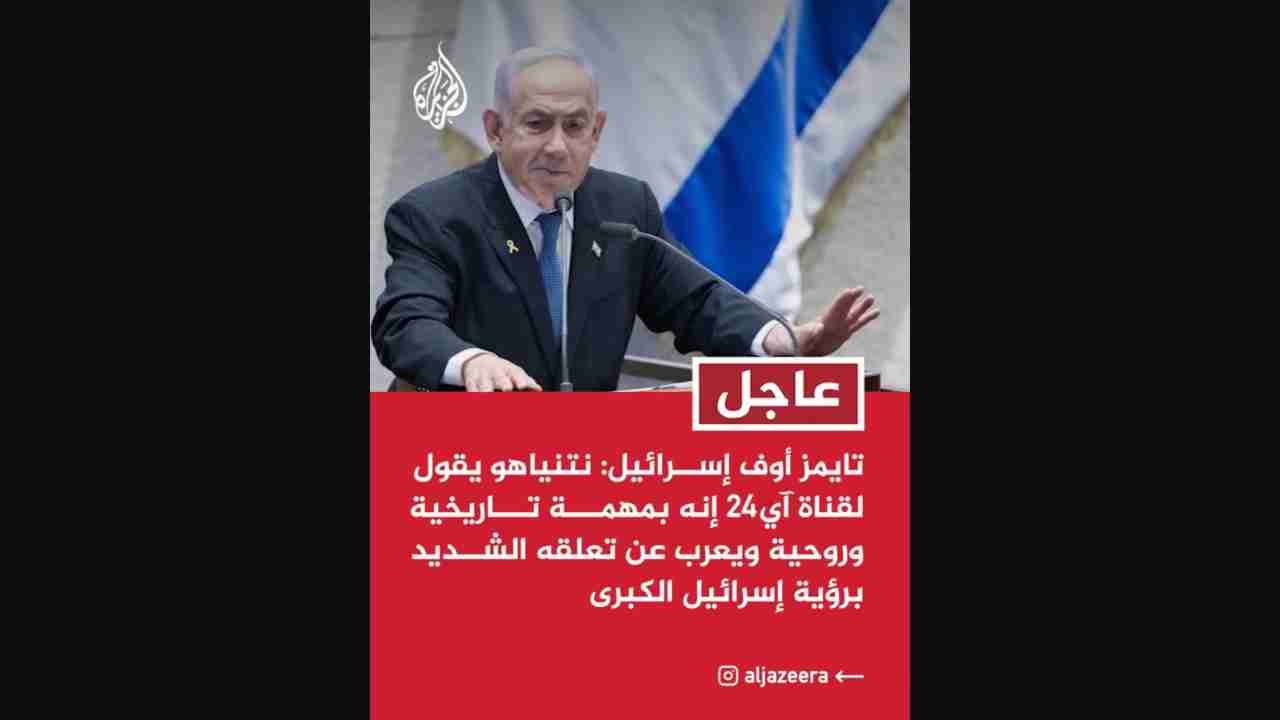 الجزيرة
عاجل
تايمز أوف إسرائيل: نتنياهو يقول
لقناة آي24 إنه بمهمة تاريخية
وروحية ويعرب عن تعلقه الشديد
برؤية إسرائيل الكبرى
aljazeera